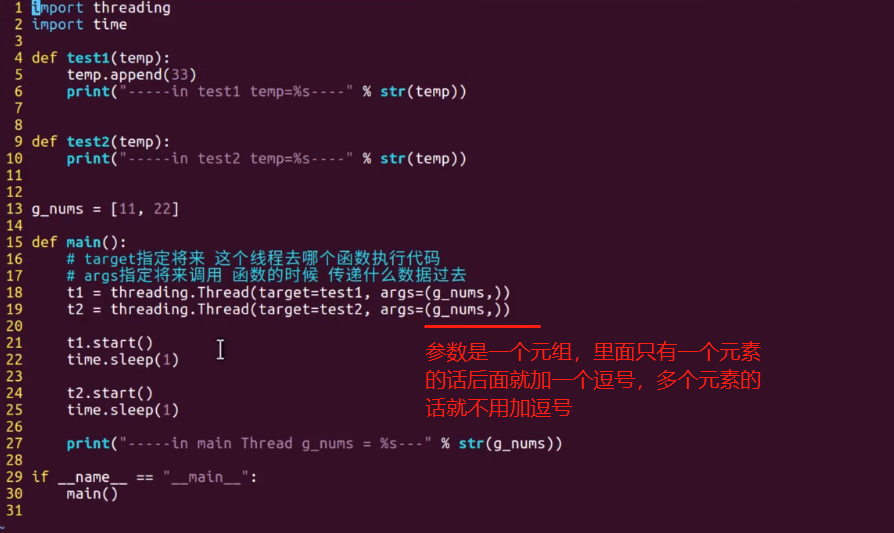 1 import threading
2 import time
3
4 def test1(temp):
5     temp.append(33)
6     print("-----in test1 temp=%s----" % str(temp))
7
8
9 def test2(temp):
10     print("-----in test2 temp=%s----" % str(temp))
11
12
13 g_nums = [11, 22]
14
15 def main():
16     # target指定将来 这个线程去哪个函数执行代码
17     # args指定将来调用 函数的时候 传递什么数据过去
18     t1 = threading.Thread(target=test1, args=(g_nums,))
19     t2 = threading.Thread(target=test2, args=(g_nums,))
20
21     t1.start()
22     time.sleep(1)
23
24     t2.start()
25     time.sleep(1)
26
27     print("-----in main Thread g_nums = %s---" % str(g_nums))
28
29 if __name__ == "__main__":
30     main()
31
~
参数是一个元组，里面只有一个元素
的话后面就加一个逗号，多个元素的
话就不用加逗号